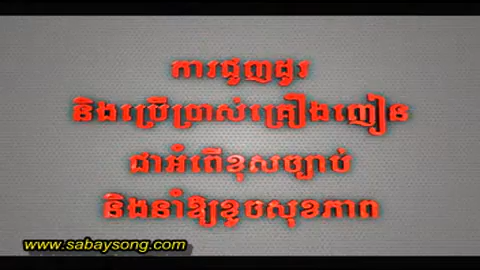 ការជួញដូរ
និងប្រើប្រាស់គ្រឿងញៀន
ជាអំពើខុសច្បាប់
និងនាំឱ្យខូចសុខភាព
www.sabaysong.com